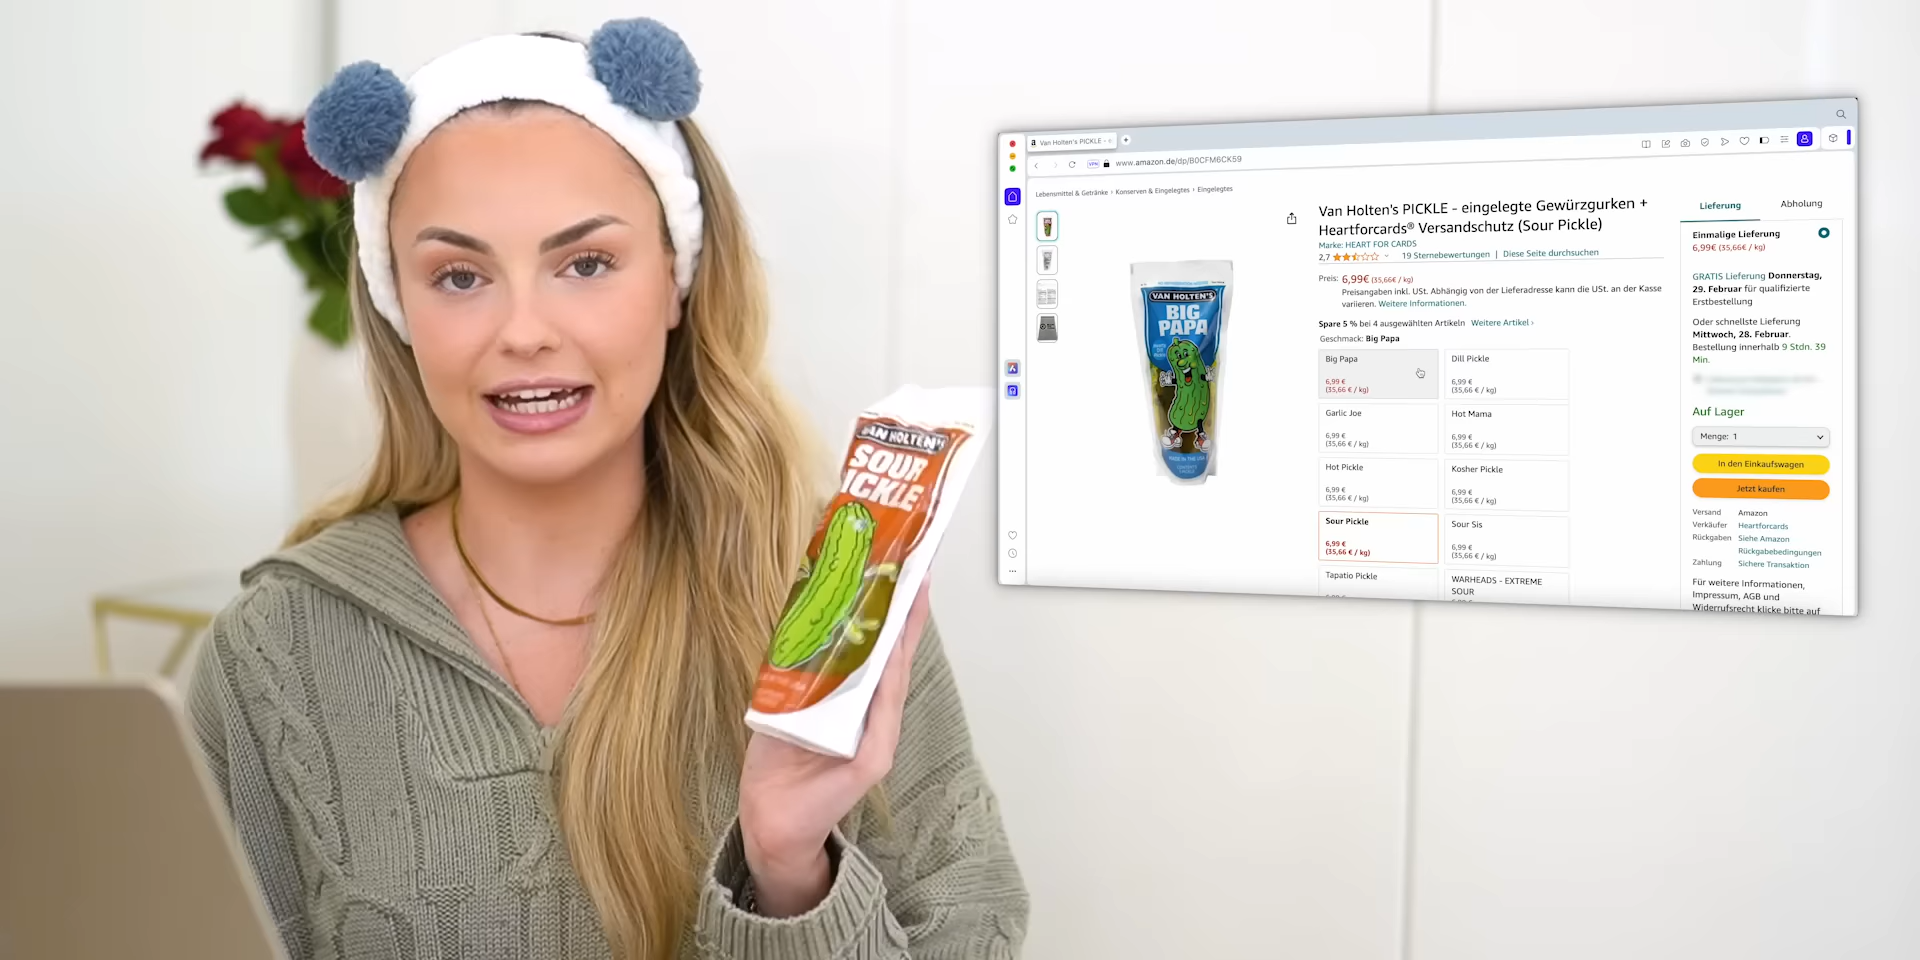 VAN HOLTEN'S
SOUR
PICKLE
a Van Holten's PICKLE - e
VPN
www.amazon.de/dp/B0CFM6CK59
Lebensmittel & Getränke › Konserven & Eingelegtes › Eingelegtes
VAN HOLTEN'S
BIG
PAPA
Van Holten's PICKLE - eingelegte Gewürzgurken +
Heartforcards® Versandschutz (Sour Pickle)
Marke: HEART FOR CARDS
2,7
19 Sternebewertungen | Diese Seite durchsuchen
Preis: 6,99€ (35,66€ / kg)
Preisangaben inkl. USt. Abhängig von der Lieferadresse kann die USt. an der Kasse
variieren. Weitere Informationen.
Spare 5 % bei 4 ausgewählten Artikeln Weitere Artikel ›
Geschmack: Big Papa
Big Papa
6,99 €
(35,66 € / kg)
Dill Pickle
6,99 €
(35,66 € / kg)
Garlic Joe
6,99 €
(35,66 € / kg)
Hot Mama
6,99 €
(35,66 € / kg)
Hot Pickle
6,99 €
(35,66 € / kg)
Kosher Pickle
6,99 €
(35,66 € / kg)
Sour Pickle
6,99 €
(35,66 € / kg)
Sour Sis
6,99 €
(35,66 € / kg)
Tapatio Pickle
WARHEADS - EXTREME
SOUR
Lieferung
Abholung
Einmalige Lieferung
6,99€ (35,66€ / kg)
GRATIS Lieferung Donnerstag,
29. Februar für qualifizierte
Erstbestellung
Oder schnellste Lieferung
Mittwoch, 28. Februar.
Bestellung innerhalb 9 Stdn. 39
Min.
Auf Lager
Menge: 1
In den Einkaufswagen
Jetzt kaufen
Versand Amazon
Verkäufer Heartforcards
Rückgaben Siehe Amazon
Rückgabebedingungen
Zahlung Sichere Transaktion
Für weitere Informationen,
Impressum, AGB und
Widerrufsrecht klicke bitte auf